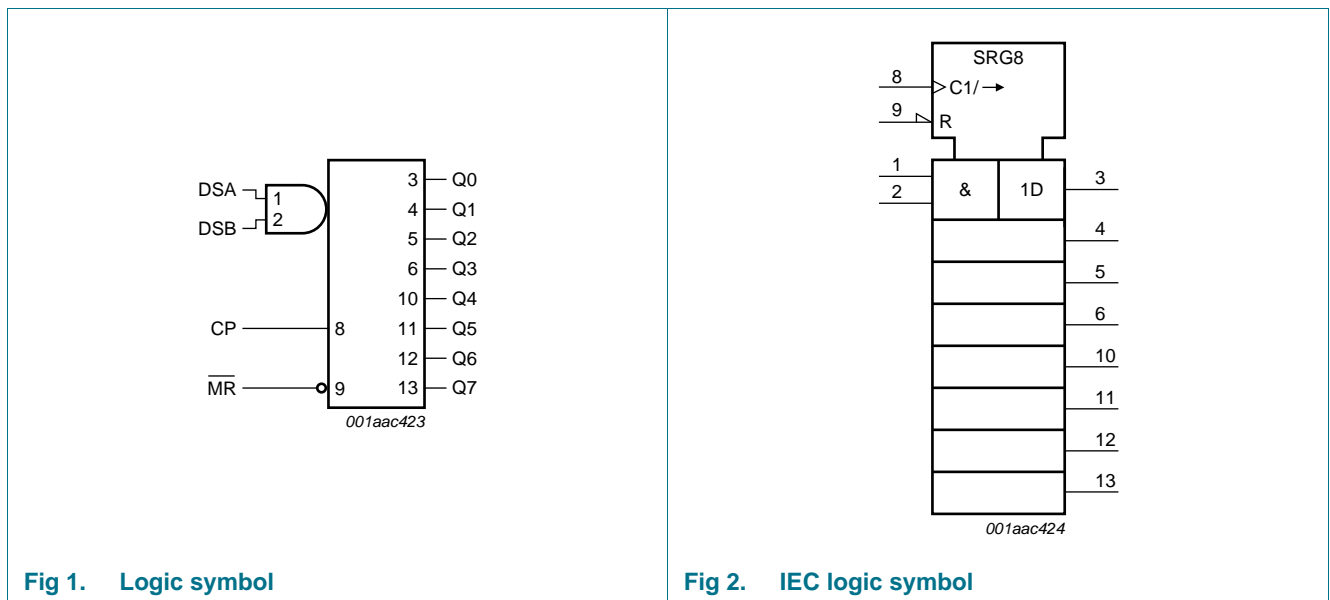 DSA
DSB
1
2
CP
8
MR
9
3 Q0
4 Q1
5 Q2
6 Q3
10 Q4
11 Q5
12 Q6
13 Q7
001aac423
Fig 1. Logic symbol
SRG8
8 C1/→
9 R
1
2
& 1D 3
4
5
6
10
11
12
13
001aac424
Fig 2. IEC logic symbol